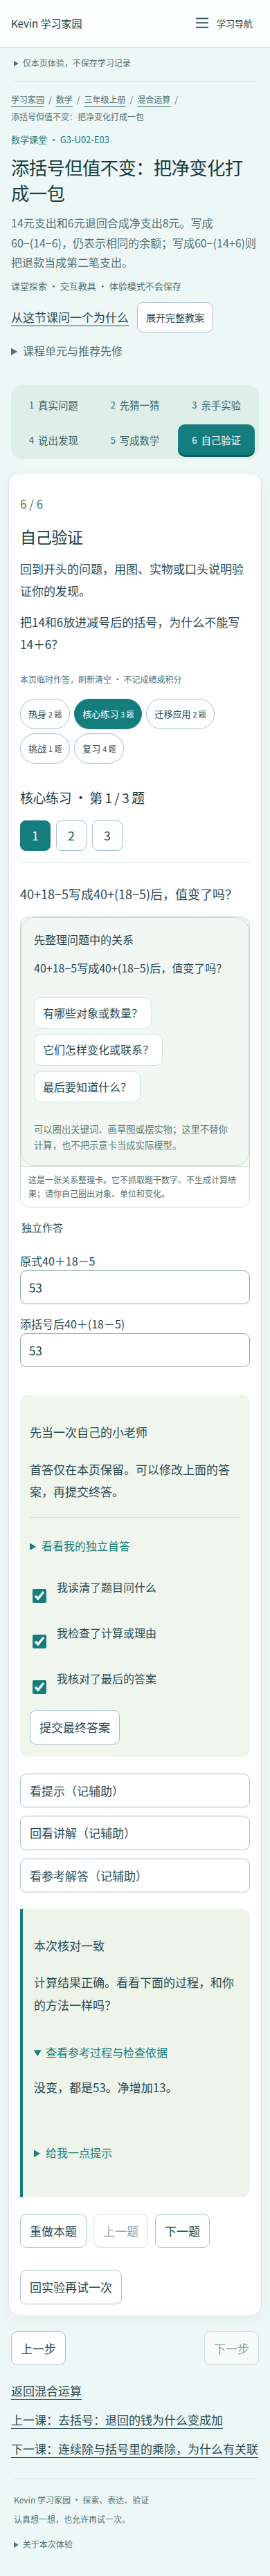 Kevin 学习家园
学习导航
仅本页体验，不保存学习记录
学习家园 / 数学 / 三年级上册 / 混合运算 /
添括号但值不变：把净变化打成一包
数学课堂 · G3-U02-E03
添括号但值不变：把净变化打
成一包
14元支出和6元退回合成净支出8元。写成
60−(14−6)，仍表示相同的余额；写成60−(14+6)则
把退款当成第二笔支出。
课堂探索 · 交互教具 · 体验模式不会保存
从这节课问一个为什么
展开完整教案
课程单元与推荐先修
1 真实问题
2 先猜一猜
3 亲手实验
4 说出发现
5 写成数学
6 自己验证
6 / 6
自己验证
回到开头的问题，用图、实物或口头说明验
证你的发现。
把14和6放进减号后的括号，为什么不能写
14＋6？
本页临时作答，刷新清空 · 不记成绩或积分
热身 2 题
核心练习 3 题
迁移应用 2 题
挑战 1 题
复习 4 题
核心练习 · 第 1 / 3 题
1
2
3
40+18−5写成40+(18−5)后，值变了吗？
先整理问题中的关系
40+18−5写成40+(18−5)后，值变了吗？
有哪些对象或数量？
它们怎样变化或联系？
最后要知道什么？
可以圈出关键词、画草图或摆实物；这里不替你
计算，也不把示意卡当成实际模型。
这是一张关系整理卡。它不抓取题干数字、不生成计算结
果；请你自己圈出对象、单位和变化。
独立作答
原式40＋18－5
53
添括号后40＋(18－5)
53
先当一次自己的小老师
首答仅在本页保留。可以修改上面的答
案，再提交终答。
看看我的独立首答
我读清了题目问什么
我检查了计算或理由
我核对了最后的答案
提交最终答案
看提示（记辅助）
回看讲解（记辅助）
看参考解答（记辅助）
本次核对一致
计算结果正确。看看下面的过程，和你
的方法一样吗？
查看参考过程与检查依据
没变，都是53。净增加13。
给我一点提示
重做本题
上一题
下一题
回实验再试一次
上一步
下一步
返回混合运算
上一课：去括号：退回的钱为什么变成加
下一课：连续除与括号里的乘除，为什么有关联
Kevin 学习家园 · 探索、表达、验证
认真想一想，也允许再试一次。
关于本次体验